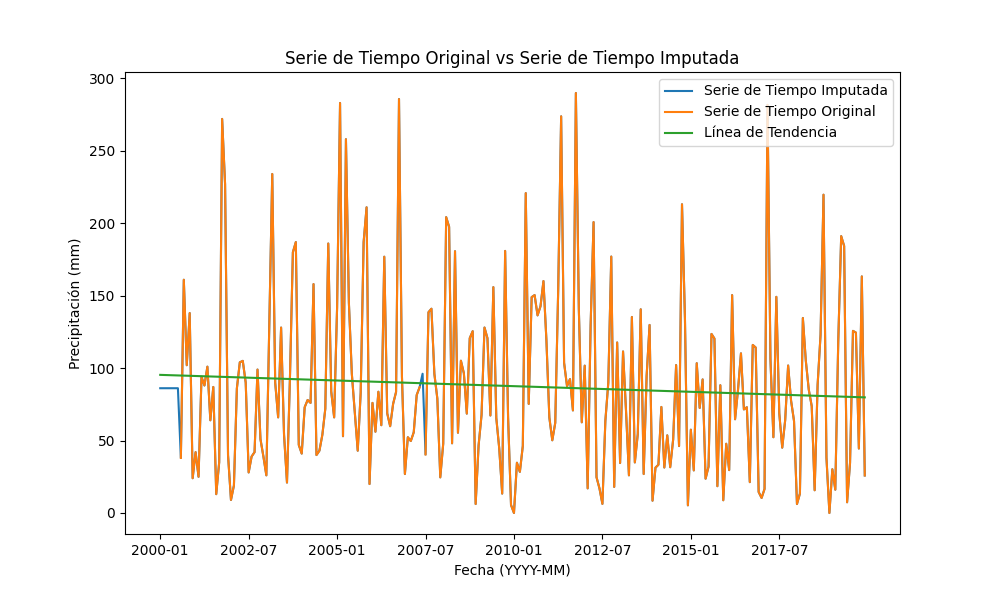 Serie de Tiempo Original vs Serie de Tiempo Imputada
Serie de Tiempo Imputada
Serie de Tiempo Original
Línea de Tendencia
Precipitación (mm)
300
250
200
150
100
50
0
2000-01 2002-07 2005-01 2007-07 2010-01 2012-07 2015-01 2017-07
Fecha (YYYY-MM)